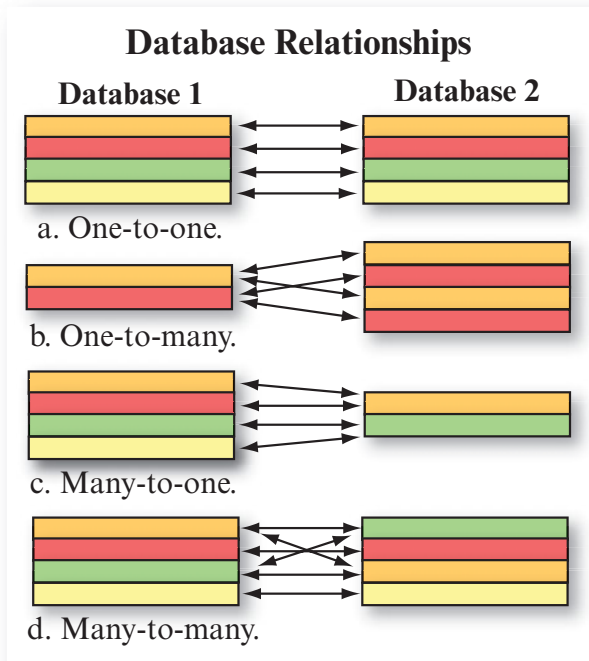 Database Relationships
Database 1
Database 2
a. One-to-one.
b. One-to-many.
c. Many-to-one.
d. Many-to-many.